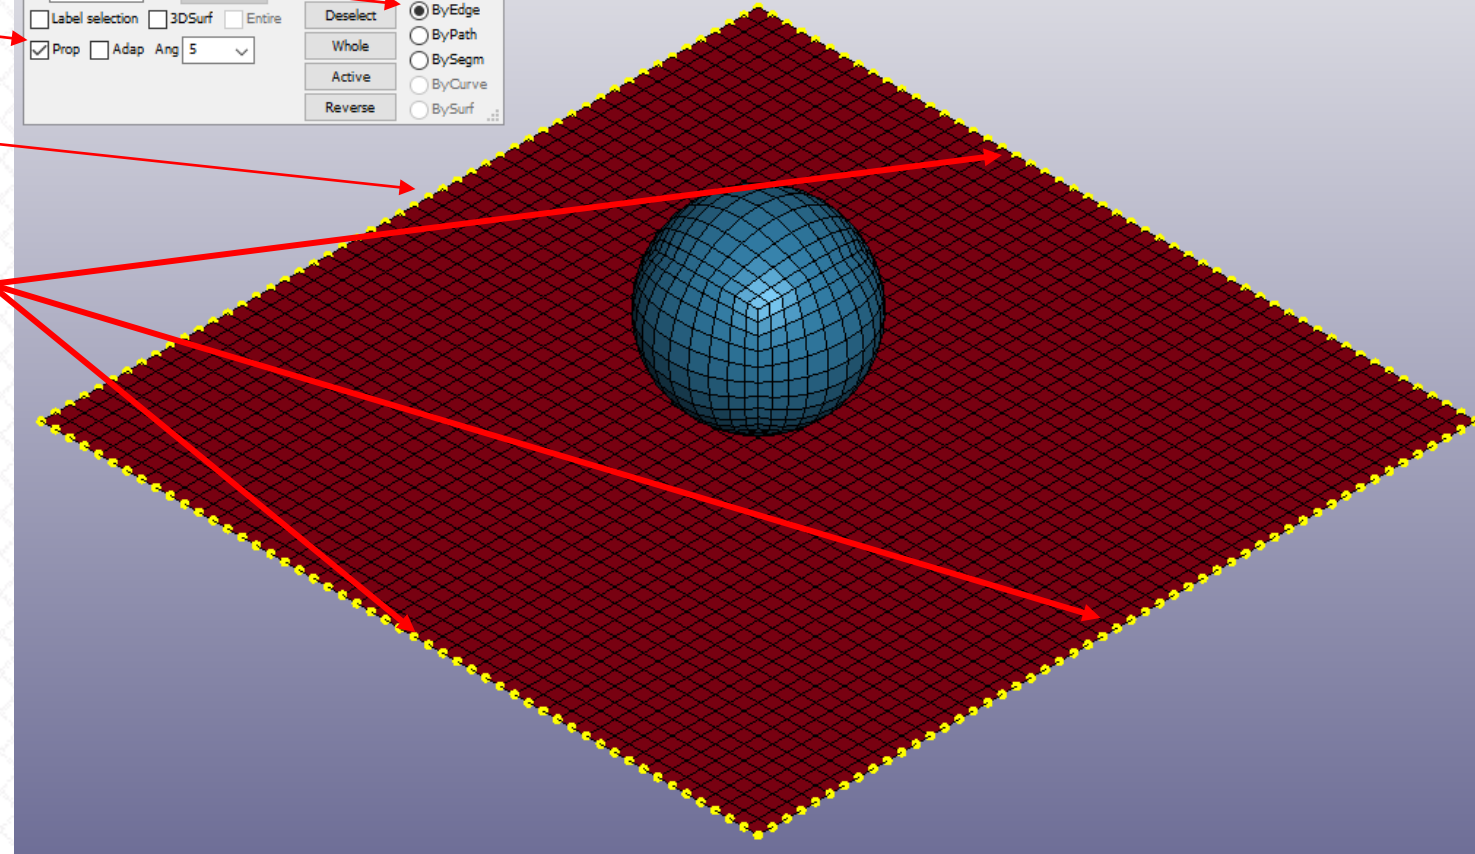 Label selection 3DSurf Entire Deselect ByEdge
Prop Adap Ang 5 Whole ByPath
Active BySegm
Reverse ByCurve
BySurf